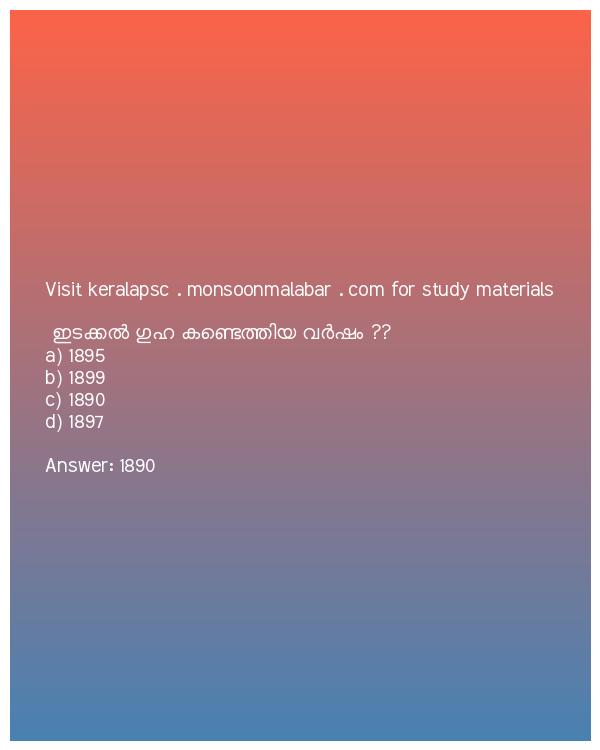 Visit keralapsc . monsoonmalabar . com for study materials
ഇടക്കൽ ഗുഹ കണ്ടെത്തിയ വർഷം ??
a) 1895
b) 1899
c) 1890
d) 1897
Answer: 1890